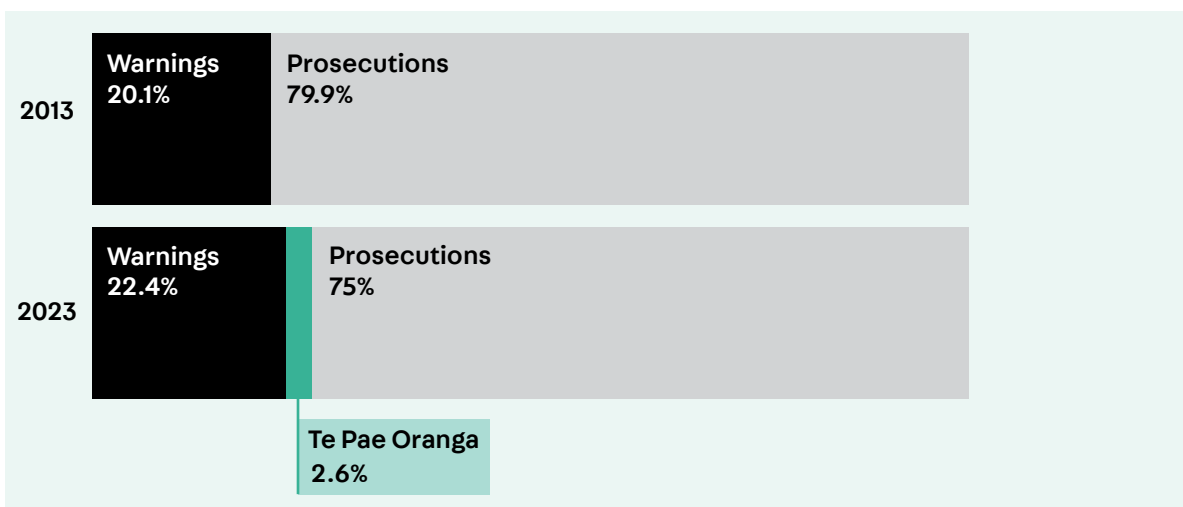 2013
Warnings
20.1%
Prosecutions
79.9%
2023
Warnings
22.4%
Prosecutions
75%
Te Pae Oranga
2.6%